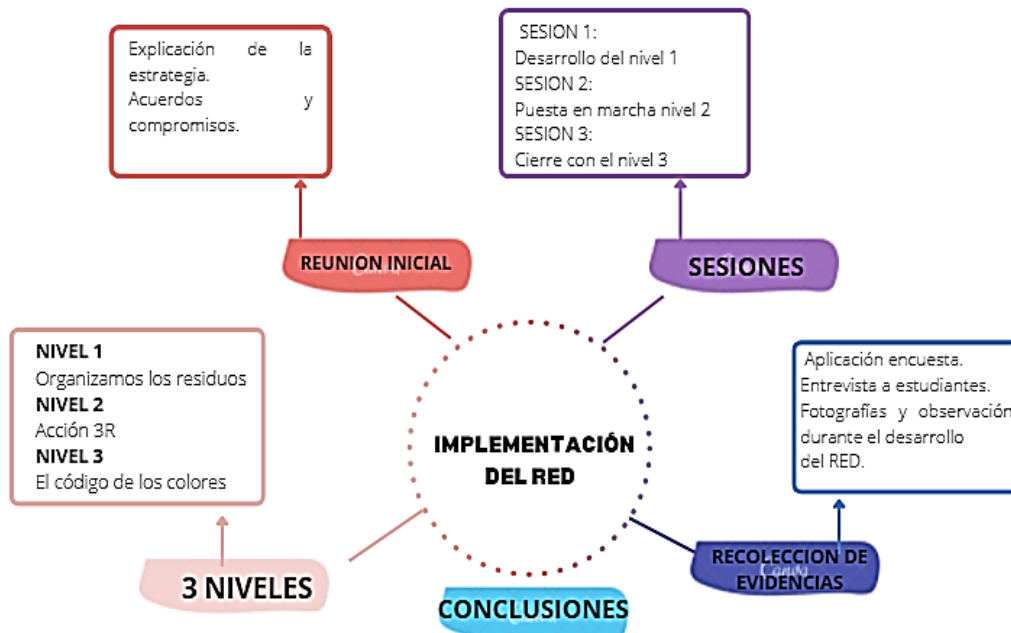 Explicación de la
estrategia.
Acuerdos y
compromisos.
REUNION INICIAL
SESION 1:
Desarrollo del nivel 1
SESION 2:
Puesta en marcha nivel 2
SESION 3:
Cierre con el nivel 3
SESIONES
NIVEL 1
Organizamos los residuos
NIVEL 2
Acción 3R
NIVEL 3
El código de los colores
3 NIVELES
IMPLEMENTACIÓN
DEL RED
Aplicación encuesta.
Entrevista a estudiantes.
Fotografías y observación
durante el desarrollo
del RED.
RECOLECCION DE
EVIDENCIAS
Canva
CONCLUSIONES